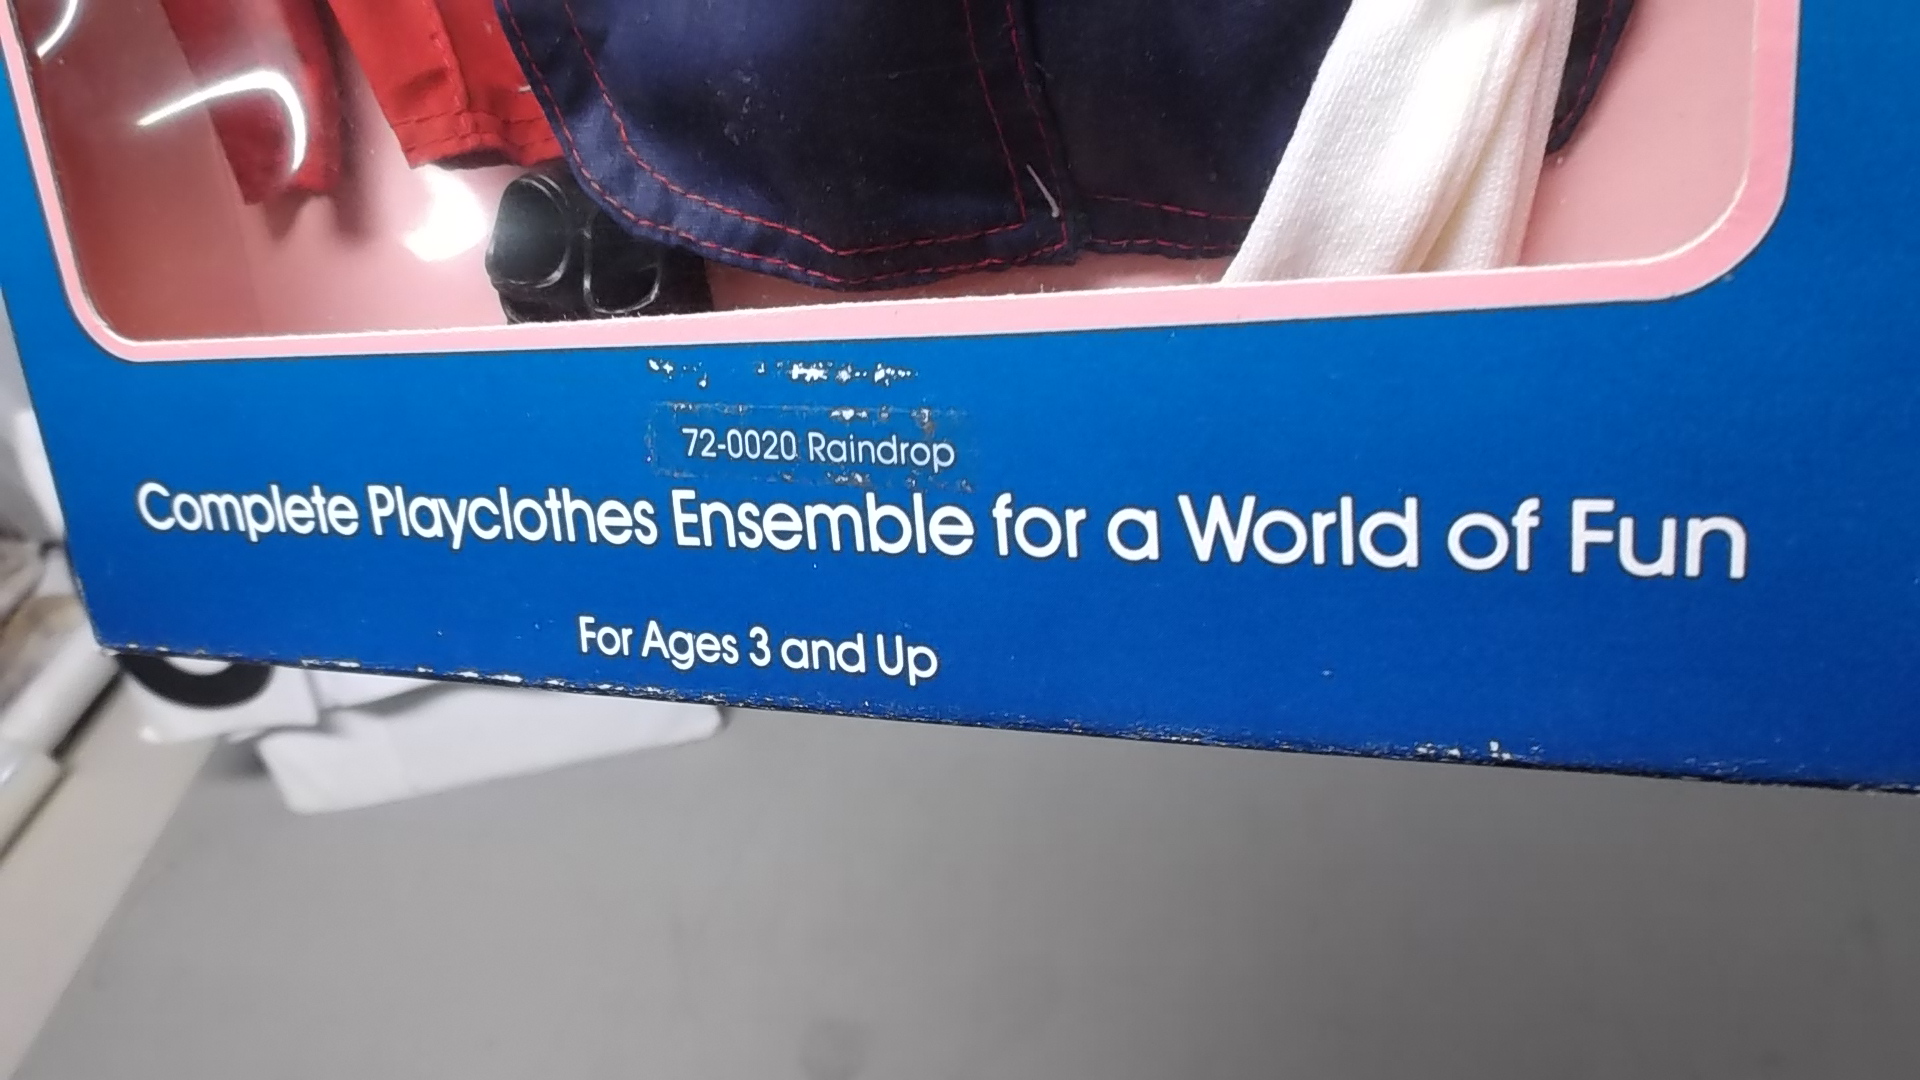 72-0020 Raindrop
Complete Playclothes Ensemble for a World of Fun
For Ages 3 and Up